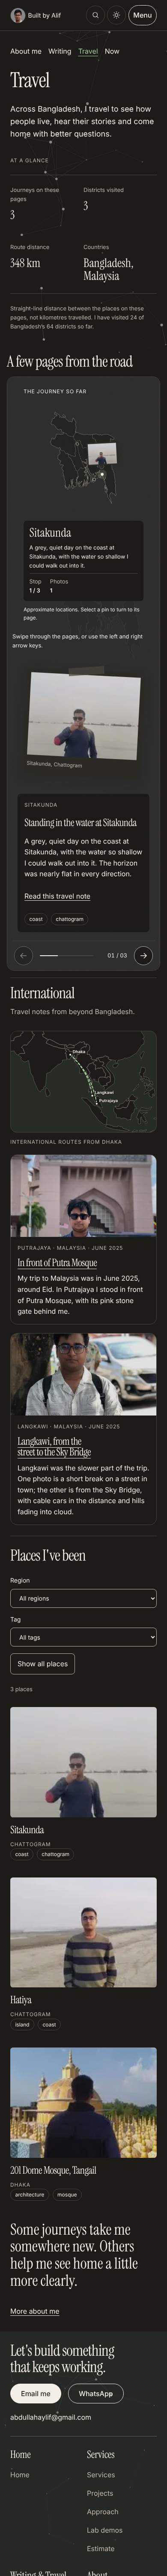 Built by Alif
Menu
About me Writing Travel Now
Travel
Across Bangladesh, I travel to see how
people live, hear their stories and come
home with better questions.
AT A GLANCE
Journeys on these
pages
3
Districts visited
3
Route distance
348 km
Countries
Bangladesh,
Malaysia
Straight-line distance between the places on these
pages, not kilometres travelled. I have visited 24 of
Bangladesh's 64 districts so far.
A few pages from the road
THE JOURNEY SO FAR
Sitakunda
A grey, quiet day on the coast at
Sitakunda, with the water so shallow I
could walk out into it.
Stop Photos
1 / 3 1
Approximate locations. Select a pin to turn to its
page.
Swipe through the pages, or use the left and right
arrow keys.
Sitakunda, Chattogram
SITAKUNDA
Standing in the water at Sitakunda
A grey, quiet day on the coast at
Sitakunda, with the water so shallow
I could walk out into it. The horizon
was nearly flat in every direction.
Read this travel note
coast chattogram
01 / 03
International
Travel notes from beyond Bangladesh.
Dhaka
Langkawi
Putrajaya
INTERNATIONAL ROUTES FROM DHAKA
PUTRAJAYA · MALAYSIA · JUNE 2025
In front of Putra Mosque
My trip to Malaysia was in June 2025,
around Eid. In Putrajaya I stood in front
of Putra Mosque, with its pink stone
gate behind me.
LANGKAWI · MALAYSIA · JUNE 2025
Langkawi, from the
street to the Sky Bridge
Langkawi was the slower part of the trip.
One photo is a short break on a street in
town; the other is from the Sky Bridge,
with cable cars in the distance and hills
fading into cloud.
Places I've been
Region
All regions
Tag
All tags
Show all places
3 places
Sitakunda
CHATTOGRAM
coast chattogram
Hatiya
CHATTOGRAM
island coast
201 Dome Mosque, Tangail
DHAKA
architecture mosque
Some journeys take me
somewhere new. Others
help me see home a little
more clearly.
More about me
Let's build something
that keeps working.
Email me WhatsApp
abdullahaylif@gmail.com
Home
Home
Services
Services
Projects
Approach
Lab demos
Estimate
Writing & Travel About